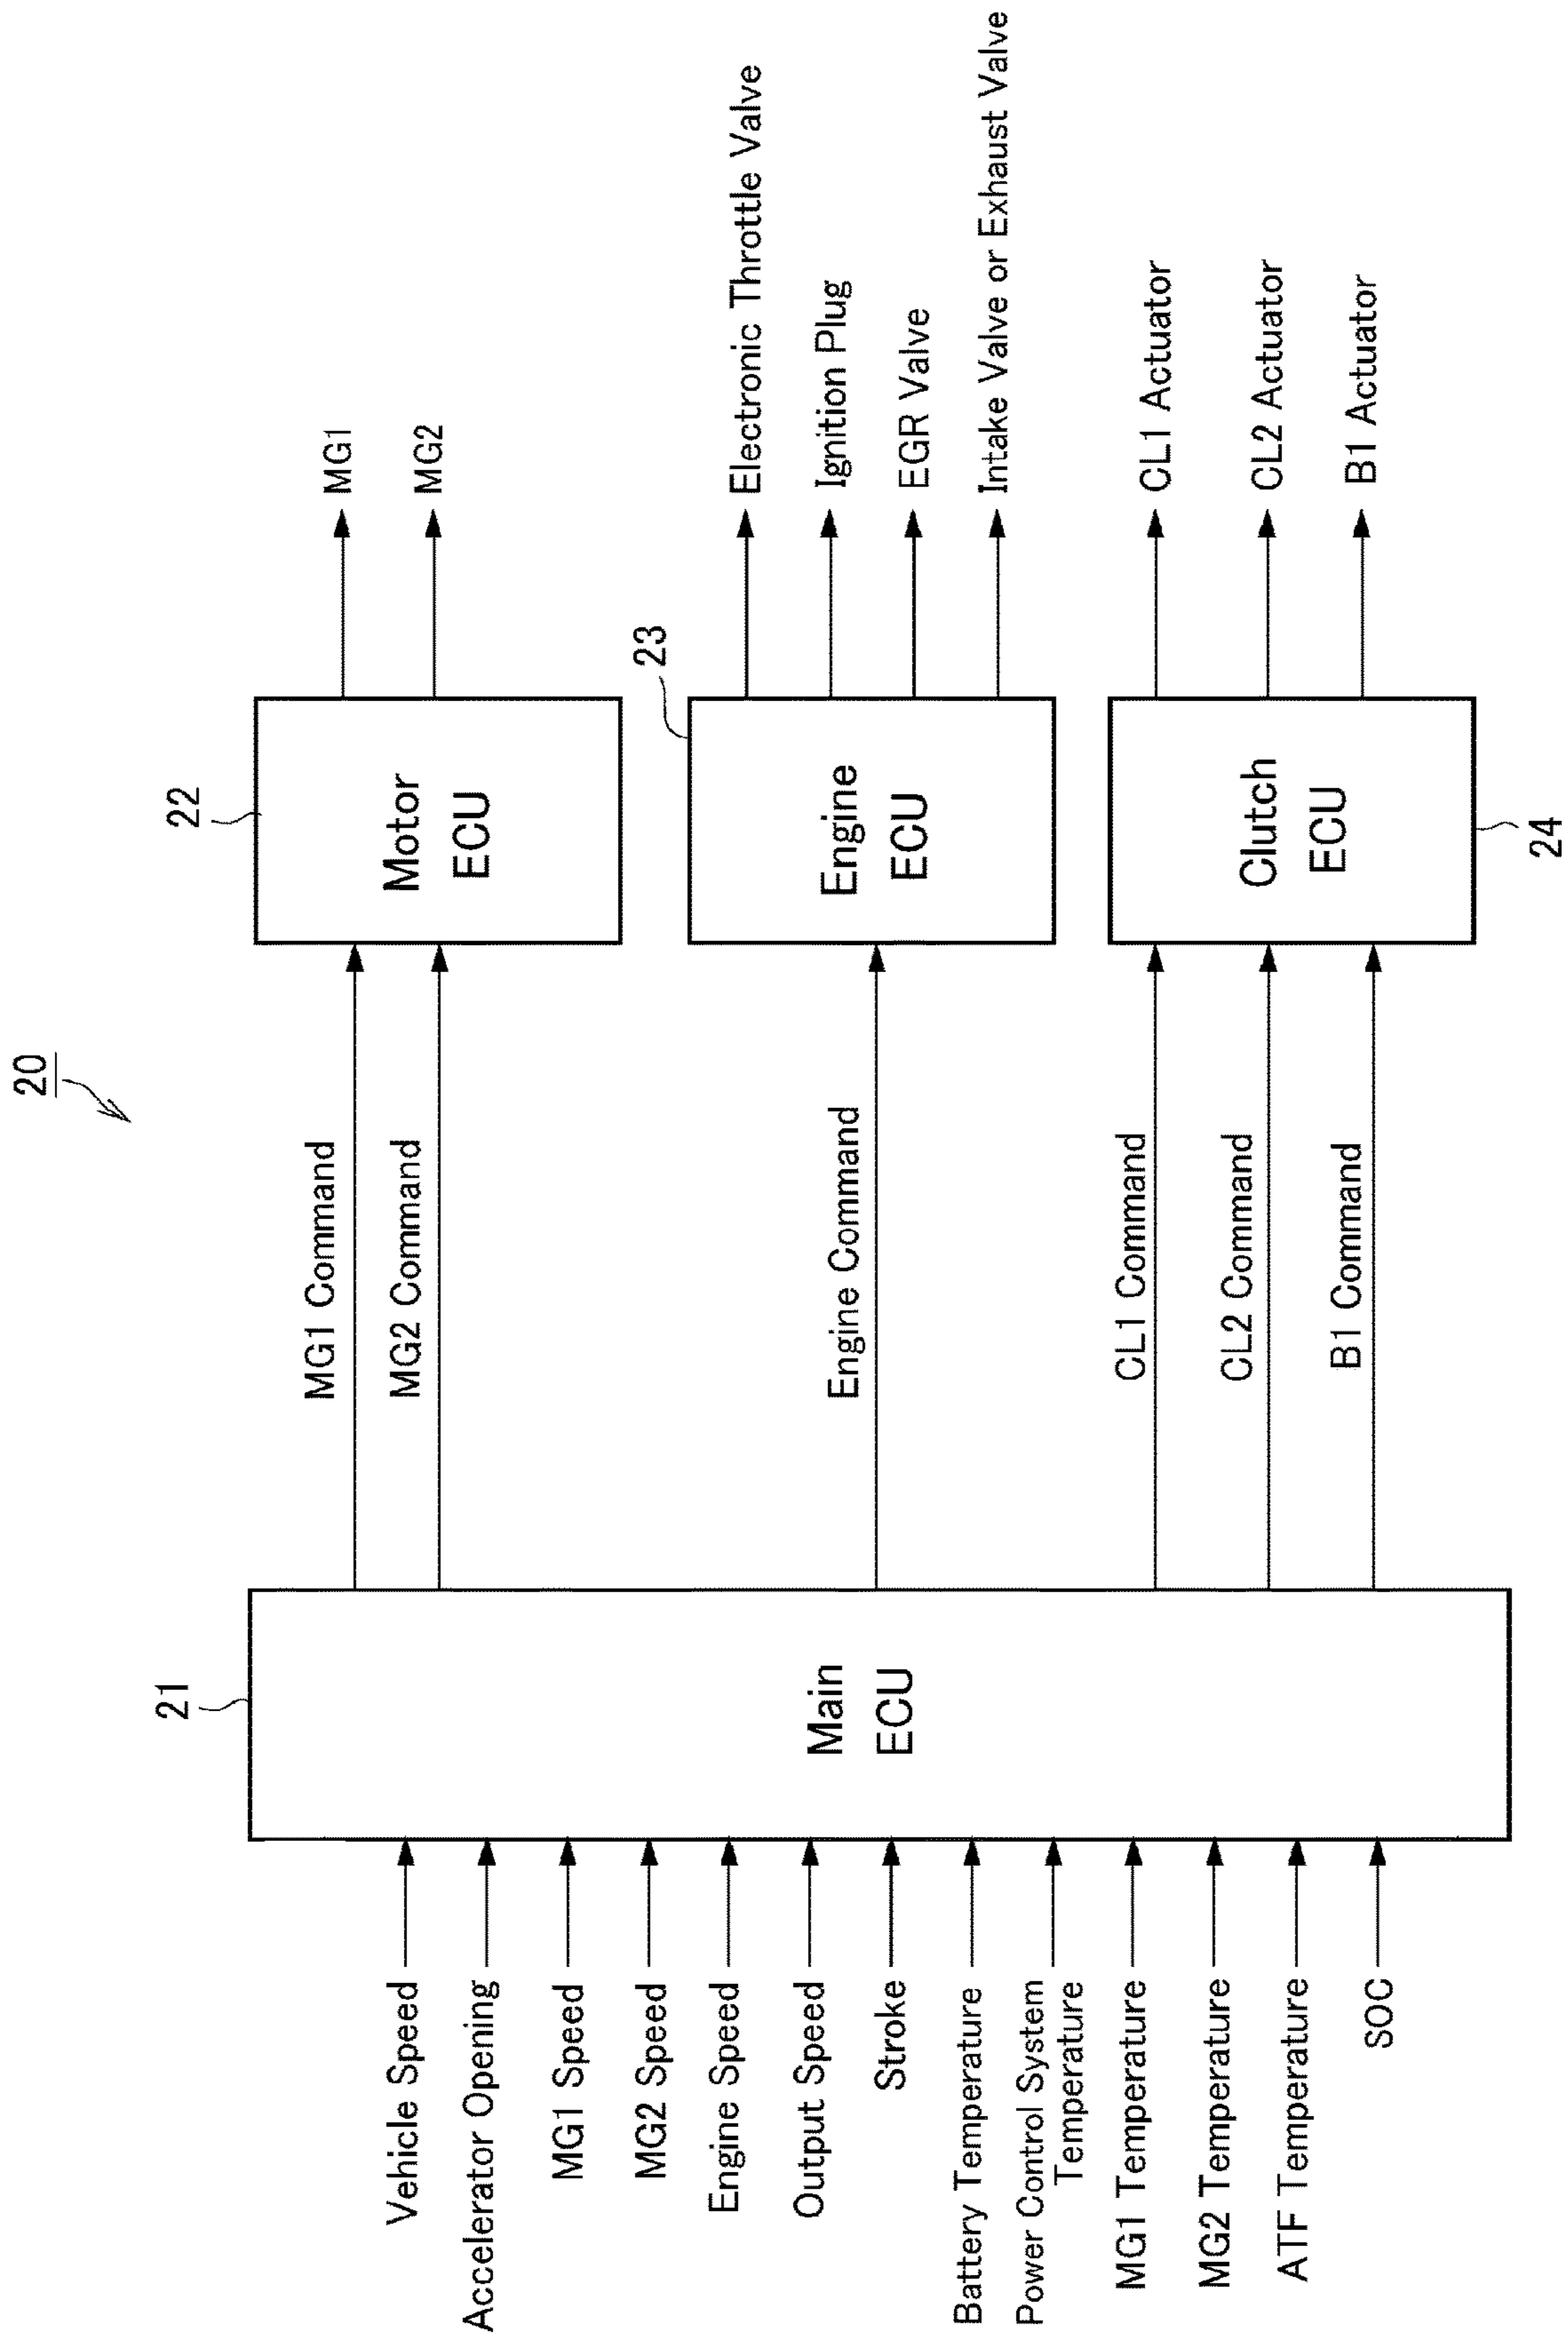 20
21
22
23
24
Vehicle Speed
Accelerator Opening
MG1 Speed
MG2 Speed
Engine Speed
Output Speed
Stroke
Battery Temperature
Power Control System
Temperature
MG1 Temperature
MG2 Temperature
ATF Temperature
SOC
Main
ECU
MG1 Command
MG2 Command
Engine Command
CL1 Command
CL2 Command
B1 Command
Motor
ECU
Engine
ECU
Clutch
ECU
MG1
MG2
Electronic Throttle Valve
Ignition Plug
EGR Valve
Intake Valve or Exhaust Valve
CL1 Actuator
CL2 Actuator
B1 Actuator